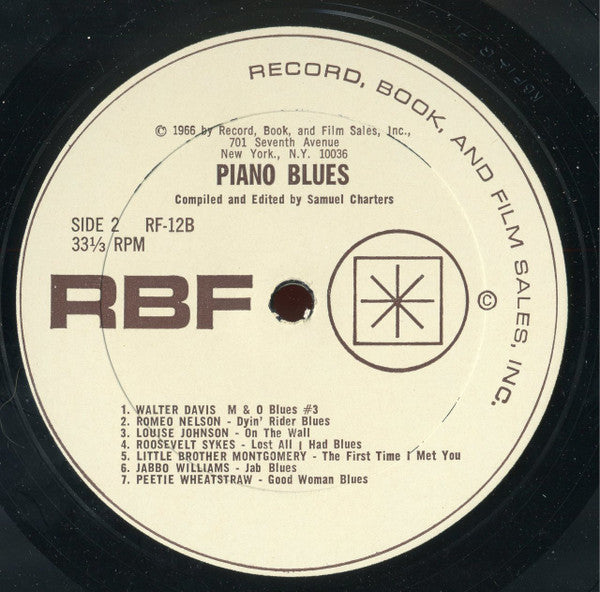 RECORD, BOOK, AND FILM SALES, INC.
© 1966 by Record, Book, and Film Sales, Inc.,
701 Seventh Avenue
New York., N.Y. 10036
PIANO BLUES
Compiled and Edited by Samuel Charters
SIDE 2 RF-12B
33⅓ RPM
RBF
©
1. WALTER DAVIS M & O Blues #3
2. ROMEO NELSON - Dyin' Rider Blues
3. LOUISE JOHNSON - On The Wall
4. ROOSEVELT SYKES - Lost All I Had Blues
5. LITTLE BROTHER MONTGOMERY - The First Time I Met You
6. JABBO WILLIAMS - Jab Blues
7. PEETIE WHEATSTRAW - Good Woman Blues